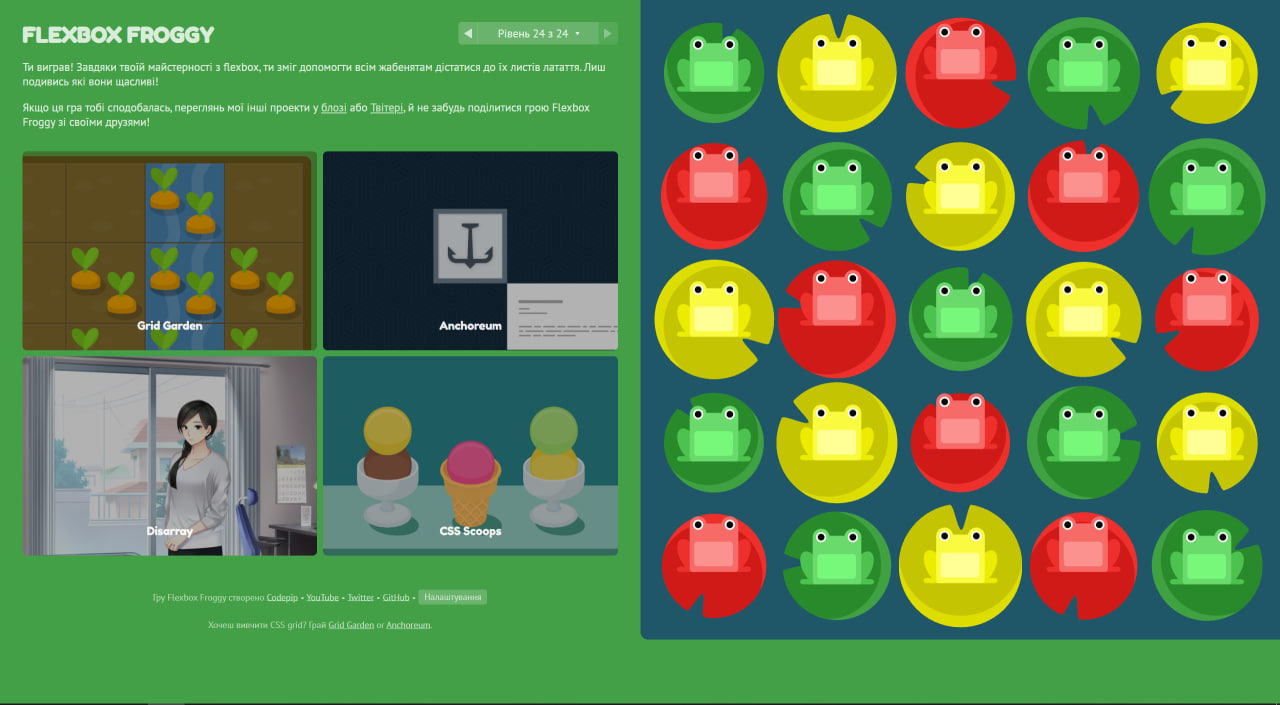 FLEXBOX FROGGY
Рівень 24 з 24
Ти виграв! Завдяки твоїй майстерності з flexbox, ти зміг допомогти всім жабенятам дістатися до їх листів латаття. Лиш
подивись які вони щасливі!
Якщо ця гра тобі сподобалась, переглянь мої інші проекти у блозі або Твітері, й не забудь поділитися грою Flexbox
Froggy зі своїми друзями!
Grid Garden
Anchoreum
Disarray
CSS Scoops
Гру Flexbox Froggy створено Codepip • YouTube • Twitter • GitHub • Налаштування
Хочеш вивчити CSS grid? Грай Grid Garden or Anchoreum.